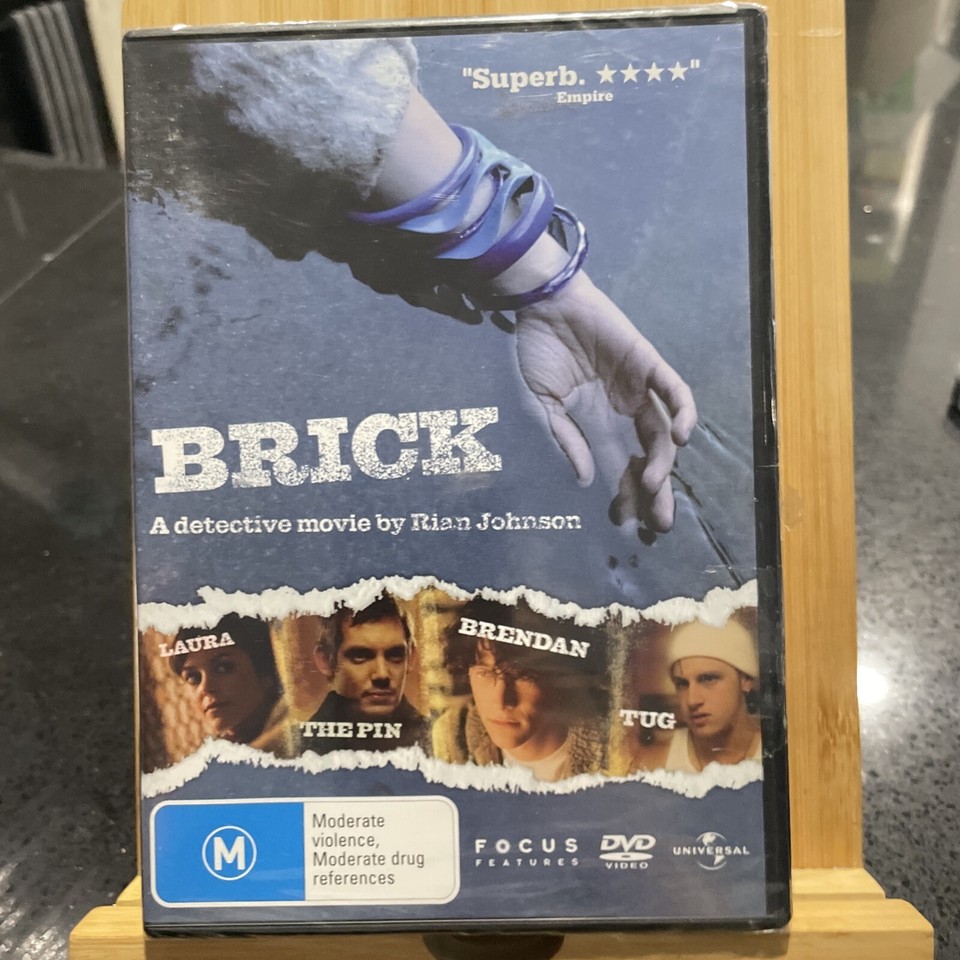 "Superb. ★★★★"
Empire
BRICK
A detective movie by Rian Johnson
LAURA
THE PIN
BRENDAN
TUG
M
Moderate
violence,
Moderate drug
references
FOCUS
FEATURES
DVD
VIDEO
UNIVERSAL